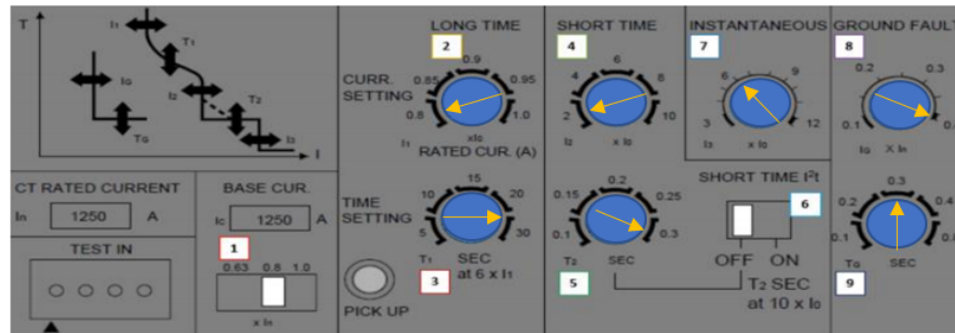 T
I1
T1
IG
I2
T2
TG
I3
I
CT RATED CURRENT
In 1250 A
TEST IN
BASE CUR.
Ic 1250 A
1
0.63 0.8 1.0
x In
LONG TIME
2
CURR. SETTING
0.8 0.85 0.9 0.95 1.0
I1 xI0
RATED CUR. (A)
TIME SETTING
5 10 15 20 30
T1 SEC
at 6 x I1
3
PICK UP
SHORT TIME
4
2 4 6 8 10
I2 x I0
0.1 0.15 0.2 0.25 0.3
T2 SEC
5
INSTANTANEOUS
7
3 6 9 12
I3 x I0
SHORT TIME I²t
6
OFF ON
T2 SEC
at 10 x I0
GROUND FAULT
8
0.1 0.2 0.3
IG X In
0.1 0.2 0.3 0.4
TG SEC
9